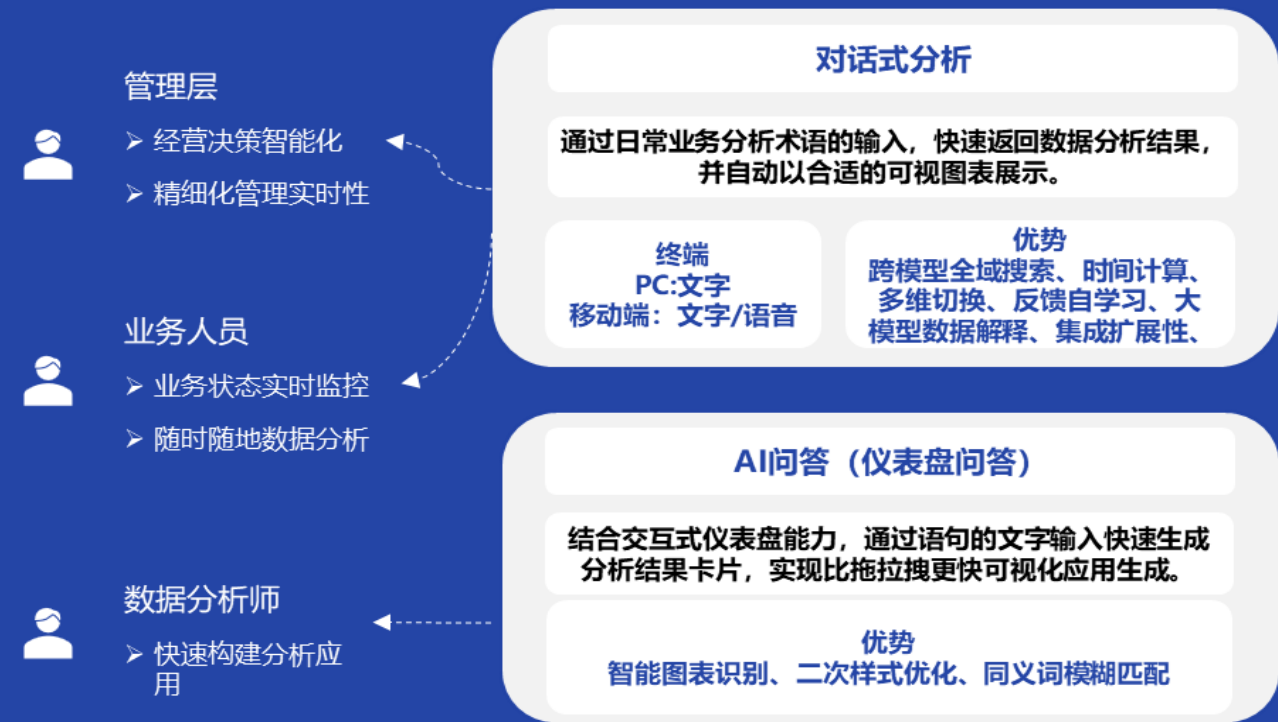 管理层
➢ 经营决策智能化
➢ 精细化管理实时性
业务人员
➢ 业务状态实时监控
➢ 随时随地数据分析
数据分析师
➢ 快速构建分析应
用
对话式分析
通过日常业务分析术语的输入，快速返回数据分析结果，
并自动以合适的可视图表展示。
终端
PC:文字
移动端：文字/语音
优势
跨模型全域搜索、时间计算、
多维切换、反馈自学习、大
模型数据解释、集成扩展性、
AI问答（仪表盘问答）
结合交互式仪表盘能力，通过语句的文字输入快速生成
分析结果卡片，实现比拖拉拽更快可视化应用生成。
优势
智能图表识别、二次样式优化、同义词模糊匹配